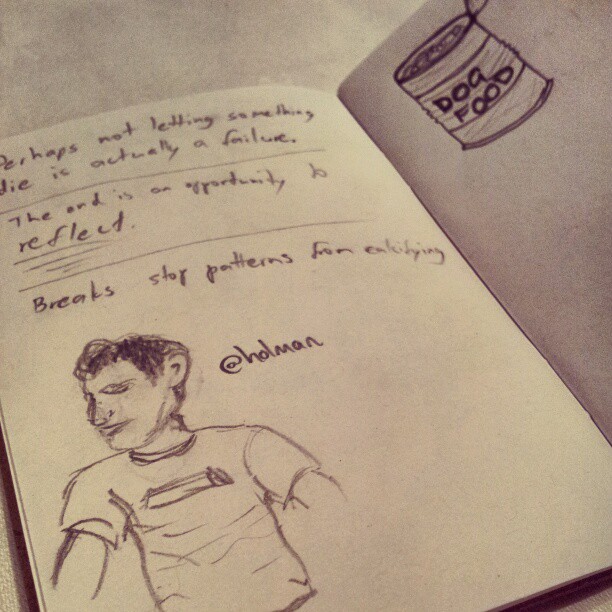 Perhaps not letting something
die is actually a failure.
The end is an opportunity to
reflect.
Breaks stop patterns from calcifying
@holman
DOG
FOOD